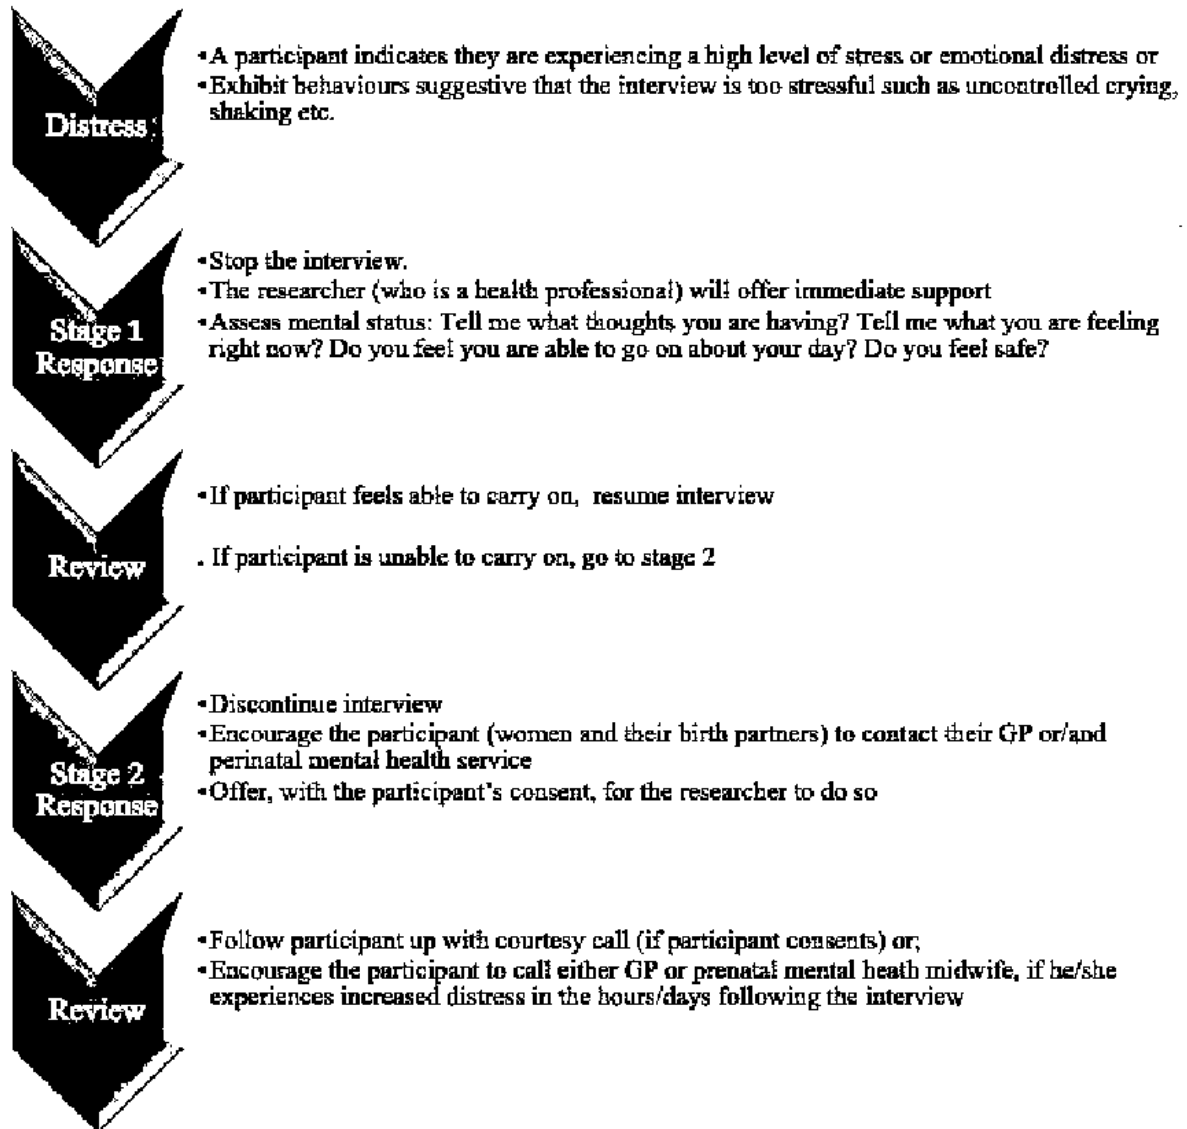 Distress
•A participant indicates they are experiencing a high level of stress or emotional distress or
•Exhibit behaviours suggestive that the interview is too stressful such as uncontrolled crying,
shaking etc.
Stage 1
Response
•Stop the interview.
•The researcher (who is a health professional) will offer immediate support
•Assess mental status: Tell me what thoughts you are having? Tell me what you are feeling
right now? Do you feel you are able to go on about your day? Do you feel safe?
Review
•If participant feels able to carry on, resume interview
. If participant is unable to carry on, go to stage 2
Stage 2
Response
•Discontinue interview
•Encourage the participant (women and their birth partners) to contact their GP or/and
perinatal mental health service
•Offer, with the participant's consent, for the researcher to do so
Review
•Follow participant up with courtesy call (if participant consents) or;
•Encourage the participant to call either GP or prenatal mental heath midwife, if he/she
experiences increased distress in the hours/days following the interview